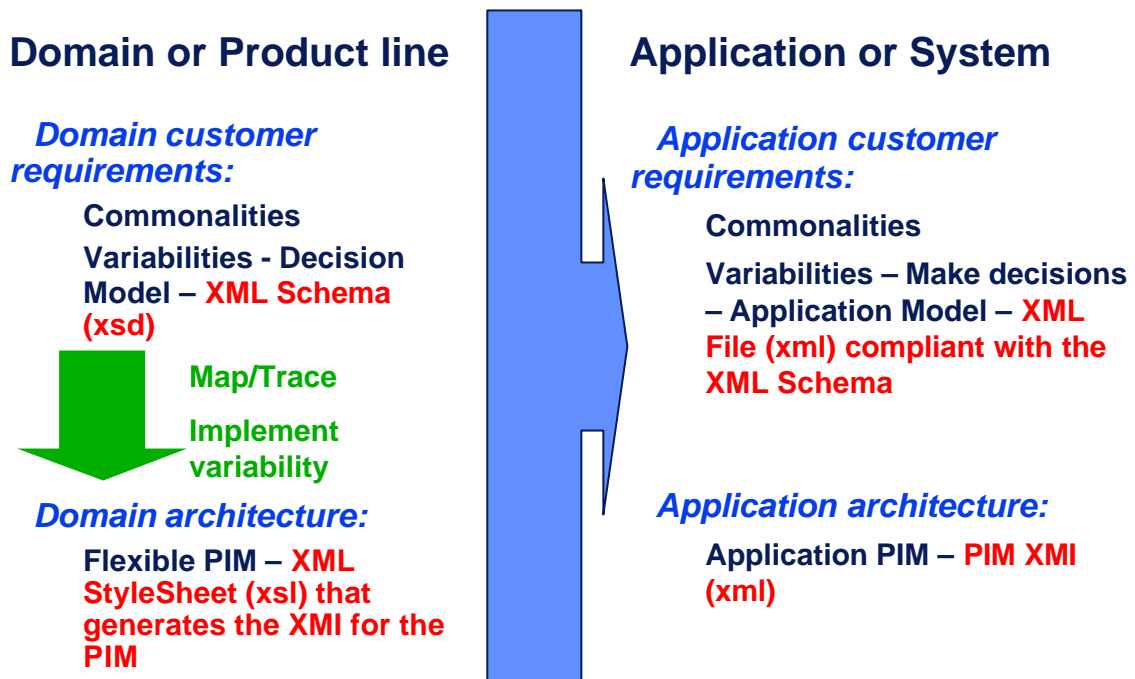 Domain or Product line
Domain customer
requirements:
Commonalities
Variabilities - Decision
Model – XML Schema
(xsd)
Map/Trace
Implement
variability
Domain architecture:
Flexible PIM – XML
StyleSheet (xsl) that
generates the XMI for the
PIM
Application or System
Application customer
requirements:
Commonalities
Variabilities – Make decisions
– Application Model – XML
File (xml) compliant with the
XML Schema
Application architecture:
Application PIM – PIM XMI
(xml)